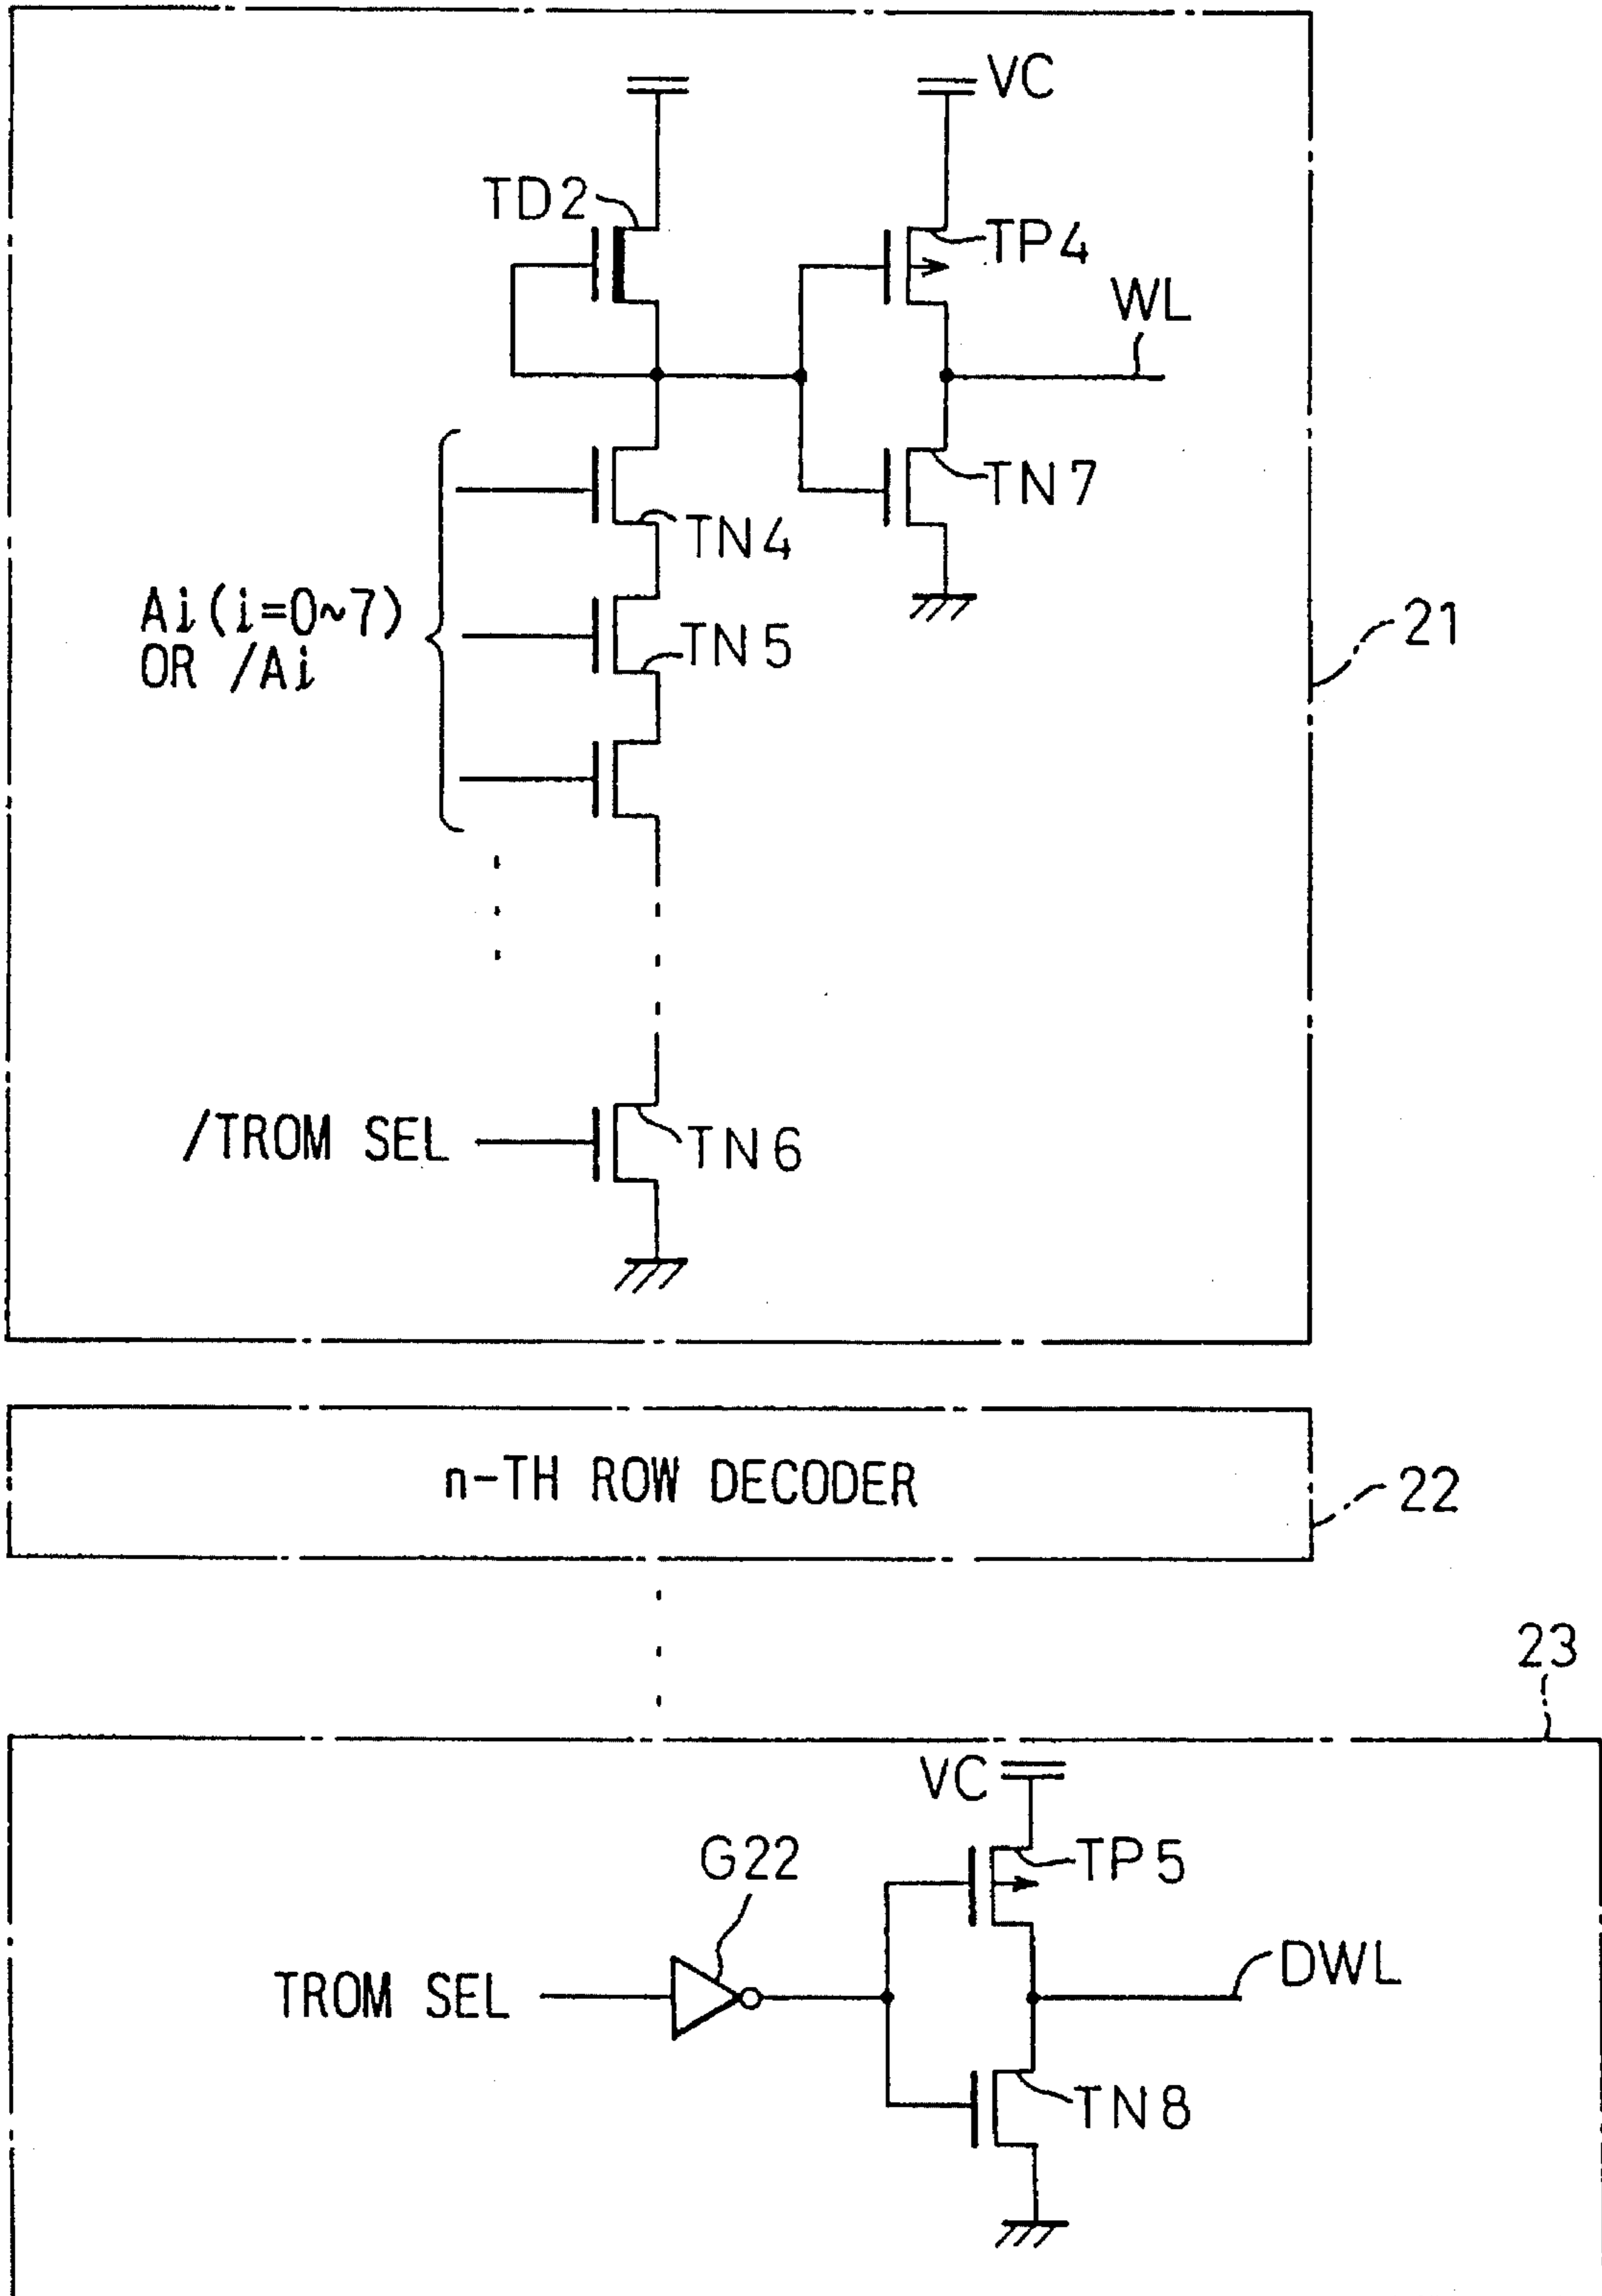 VC
TD2
TP4
WL
TN7
TN4
Ai(i=0~7)
OR /Ai
TN5
21
/TROM SEL
TN6
n-TH ROW DECODER
22
23
VC
TP5
G22
TROM SEL
DWL
TN8